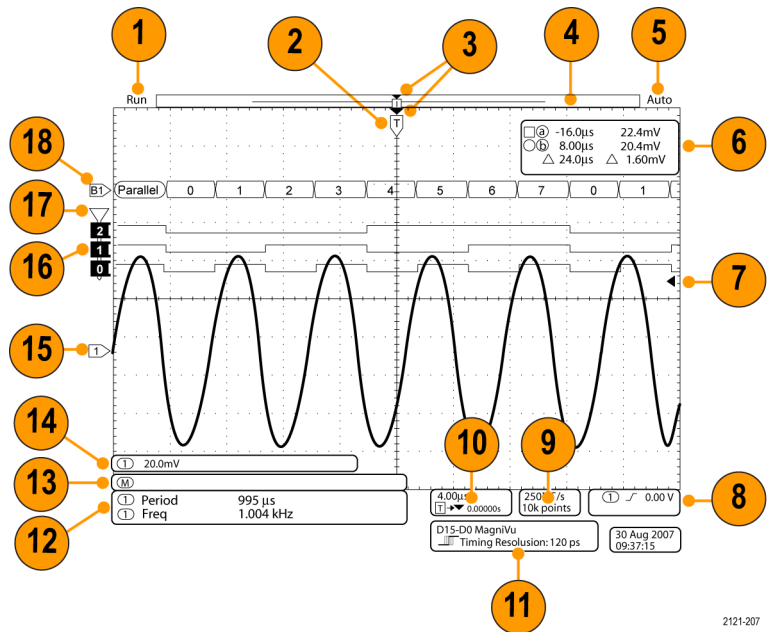 1
2
3
4
5
Run
Auto
T
6
ⓐ -16.0µs 22.4mV
ⓑ 8.00µs 20.4mV
△ 24.0µs △ 1.60mV
18
B1 Parallel 0 1 2 3 4 5 6 7 0 1
17
2
16
1
0
7
15
1
14
1 20.0mV
10
9
13
M
12
1 Period 995 µs
1 Freq 1.004 kHz
4.00µs
T 0.00000s
10k points
1 0.00 V
8
D15-D0 MagniVu
Timing Resolusion: 120 ps
30 Aug 2007
09:37:15
11
2121-207